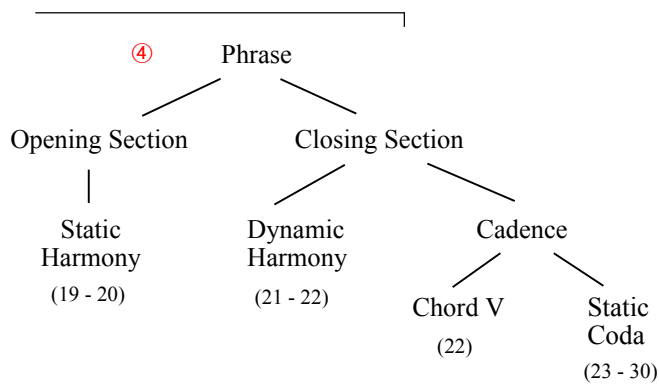 ④ Phrase
Opening Section Closing Section
Static Dynamic Cadence
Harmony Harmony
(19 - 20) (21 - 22)
Chord V Static
Coda
(22)
(23 - 30)